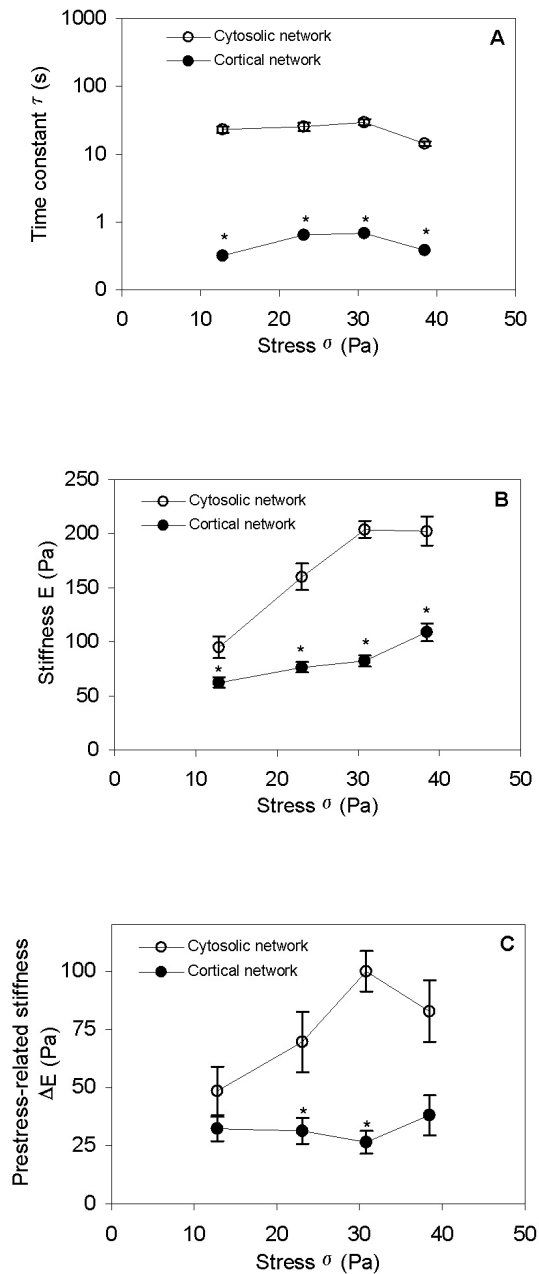 A
Cytosolic network
Cortical network
Time constant τ (s)
1000
100
10
1
0
* * * *
0 10 20 30 40 50
Stress σ (Pa)
B
Cytosolic network
Cortical network
Stiffness E (Pa)
250
200
150
100
50
0
* * * *
0 10 20 30 40 50
Stress σ (Pa)
C
Cytosolic network
Cortical network
Prestress-related stiffness
ΔE (Pa)
100
75
50
25
0
* *
0 10 20 30 40 50
Stress σ (Pa)